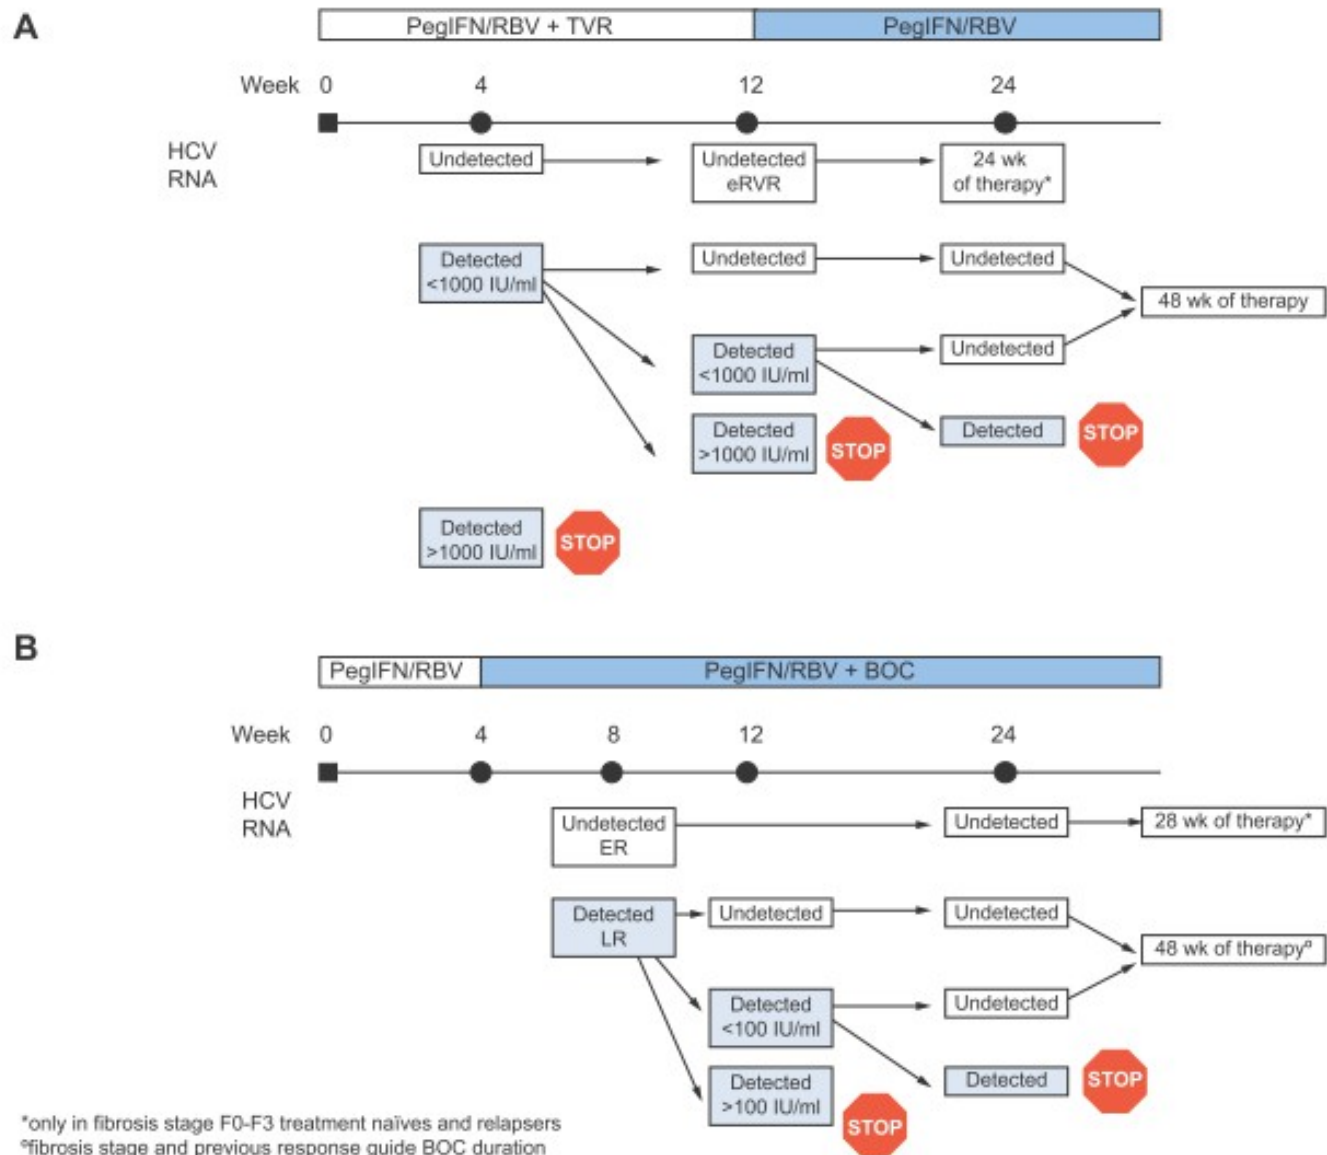 A
PegIFN/RBV + TVR
PegIFN/RBV
Week 0 4 12 24
HCV
RNA
Undetected
Undetected
eRVR
24 wk
of therapy*
Detected
<1000 IU/ml
Undetected
Undetected
48 wk of therapy
Detected
<1000 IU/ml
Undetected
Detected
>1000 IU/ml
STOP
Detected
STOP
Detected
>1000 IU/ml
STOP
B
PegIFN/RBV
PegIFN/RBV + BOC
Week 0 4 8 12 24
HCV
RNA
Undetected
ER
Undetected
28 wk of therapy*
Detected
LR
Undetected
Undetected
48 wk of therapyº
Detected
<100 IU/ml
Undetected
Detected
>100 IU/ml
STOP
Detected
STOP
*only in fibrosis stage F0-F3 treatment naïves and relapsers
ºfibrosis stage and previous response guide BOC duration